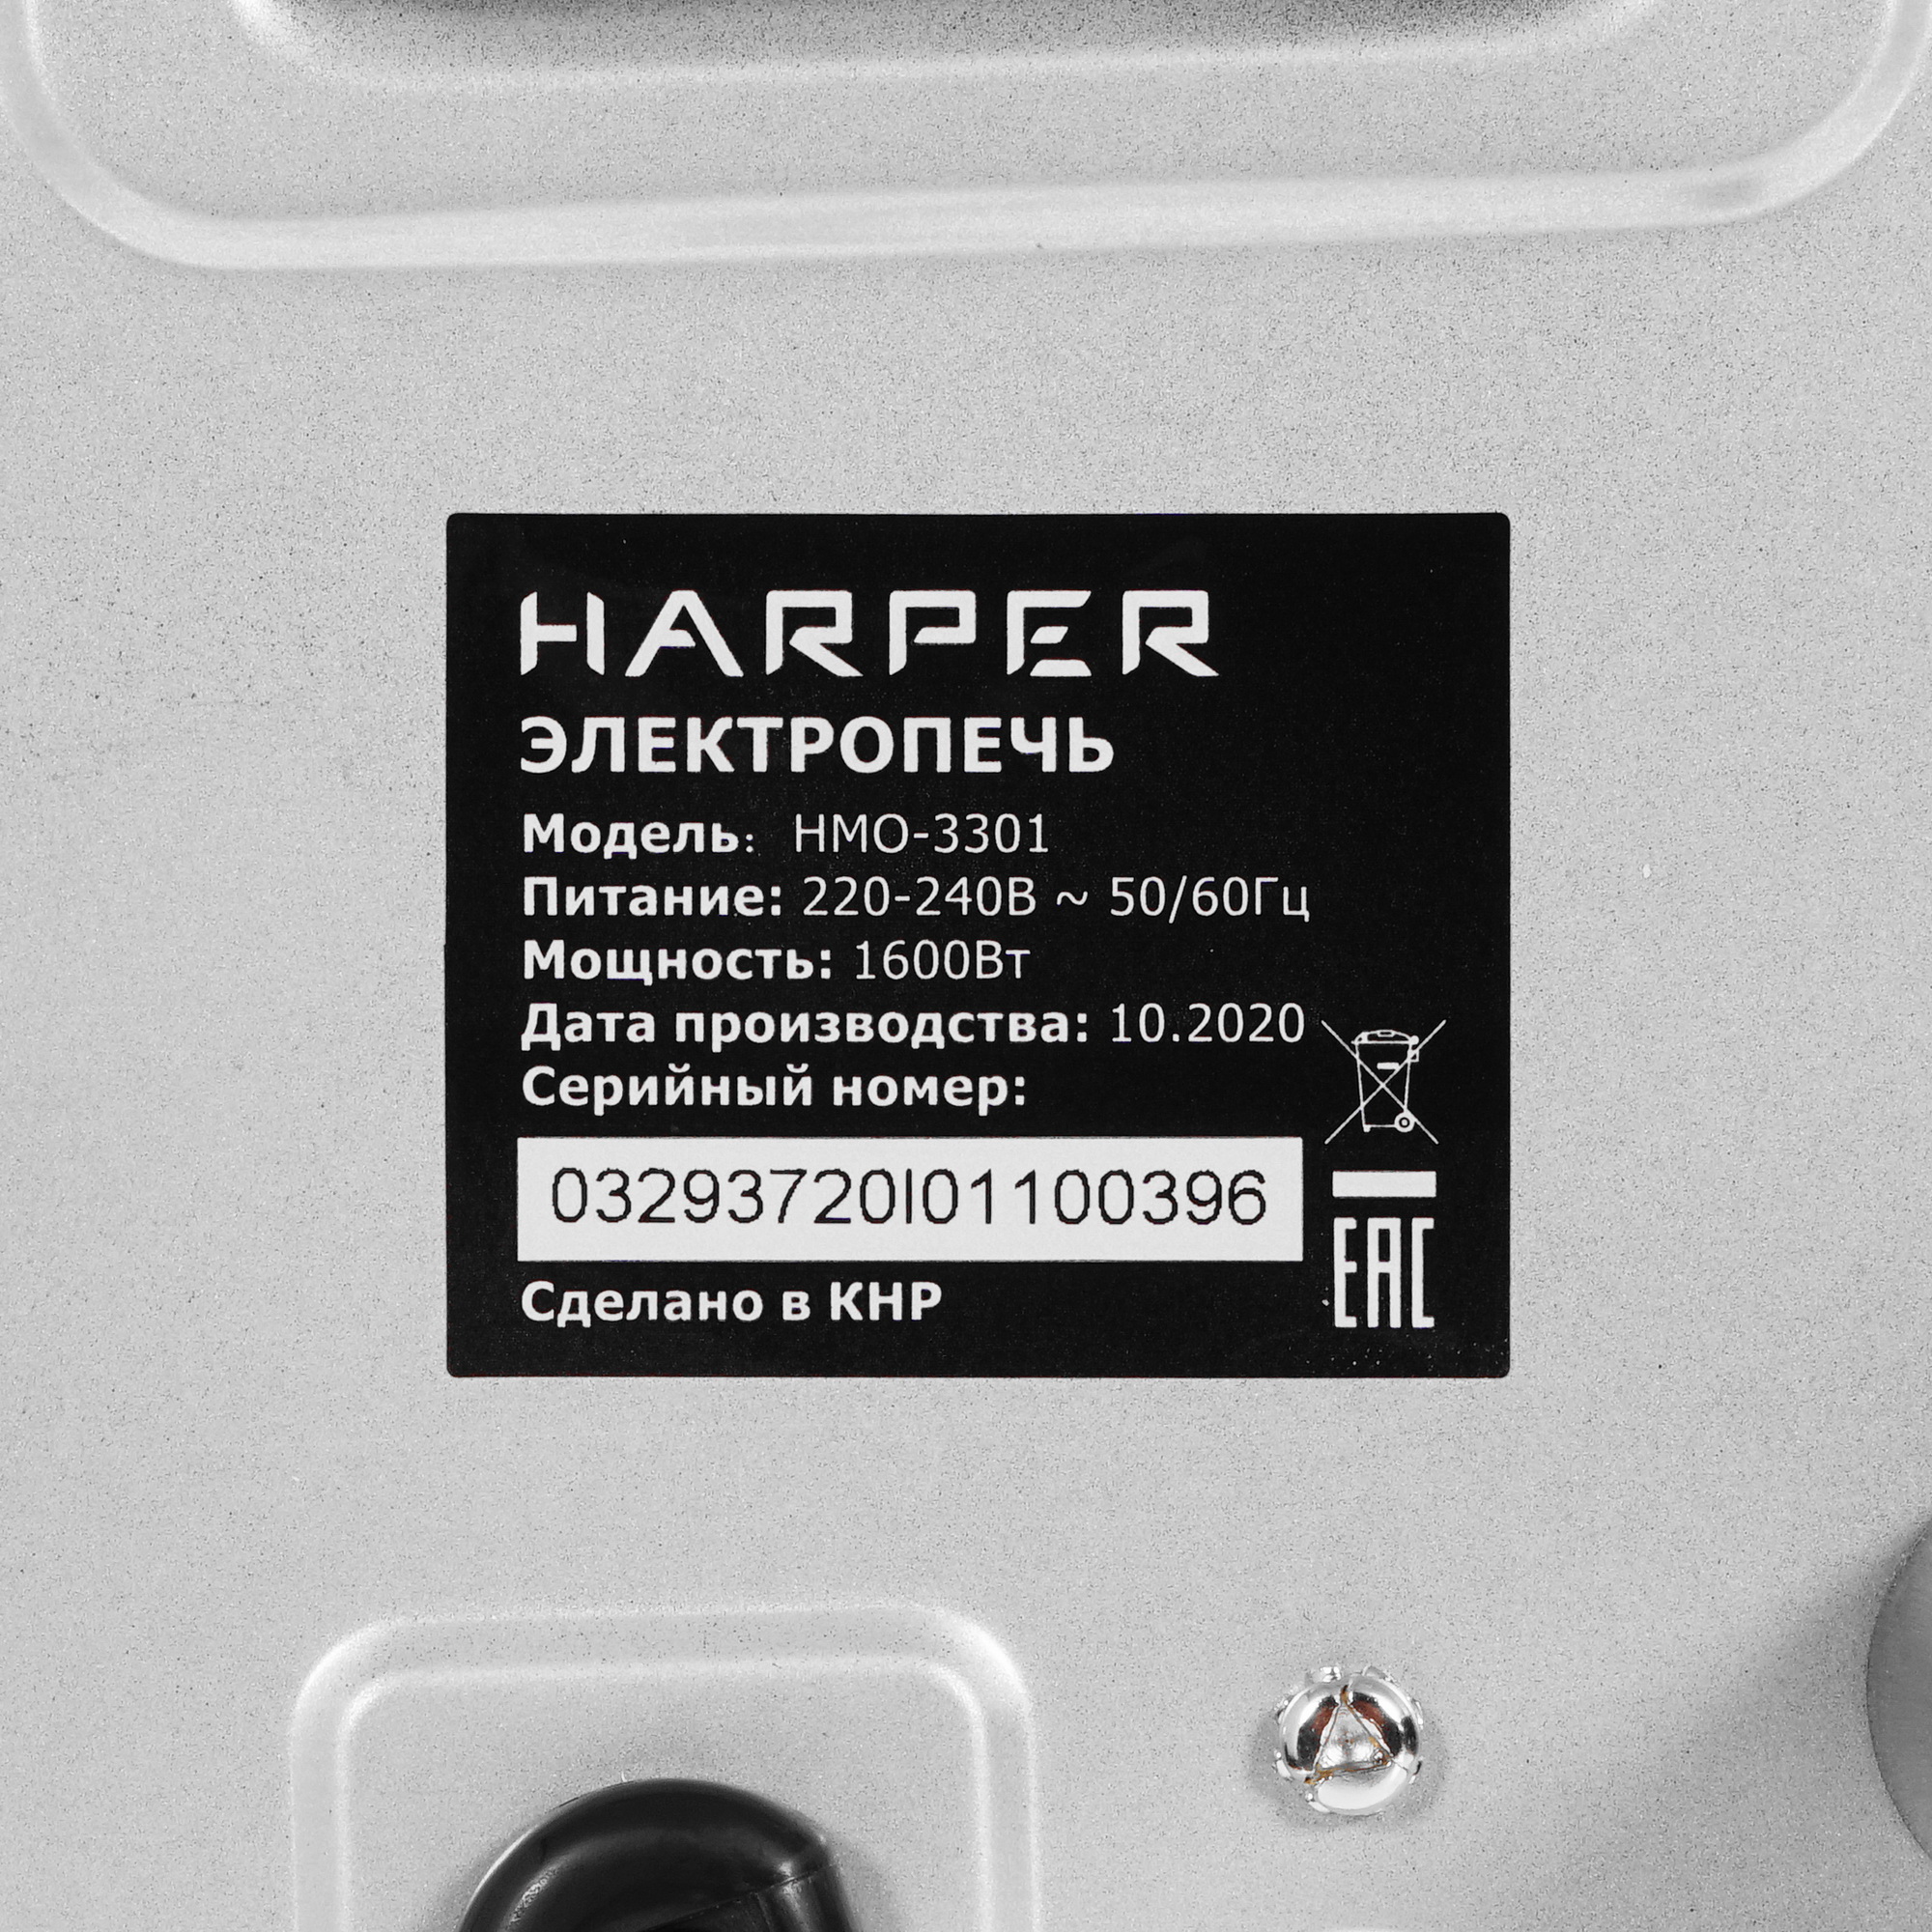 HARPER
ЭЛЕКТРОПЕЧЬ
Модель: HMO-3301
Питание: 220-240В ~ 50/60Гц
Мощность: 1600Вт
Дата производства: 10.2020
Серийный номер:
03293720I01100396
Сделано в КНР
EAC